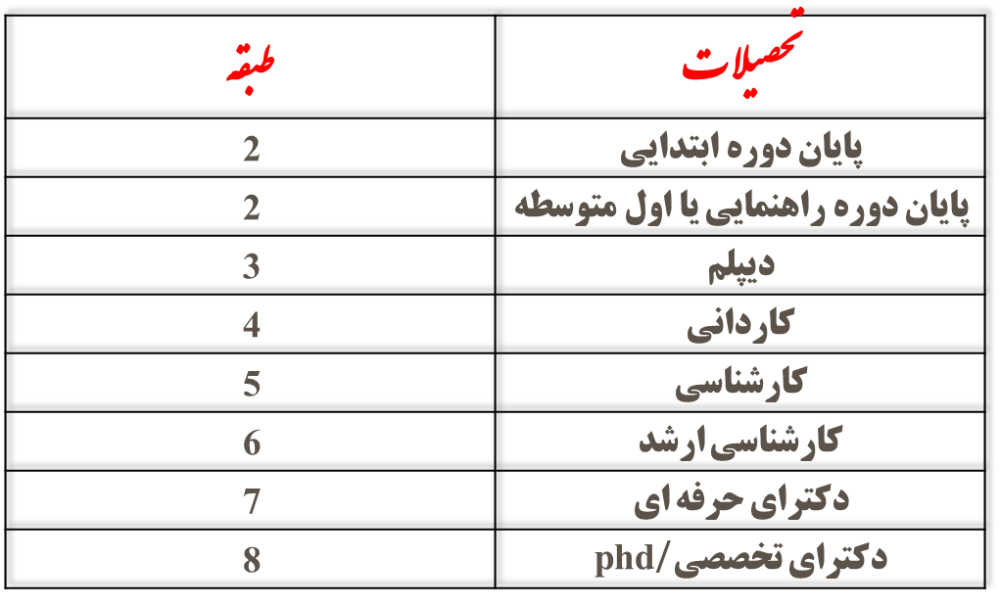 تحصیلات طبقه
پایان دوره ابتدایی 2
پایان دوره راهنمایی یا اول متوسطه 2
دیپلم 3
کاردانی 4
کارشناسی 5
کارشناسی ارشد 6
دکترای حرفه ای 7
دکترای تخصصی/phd 8